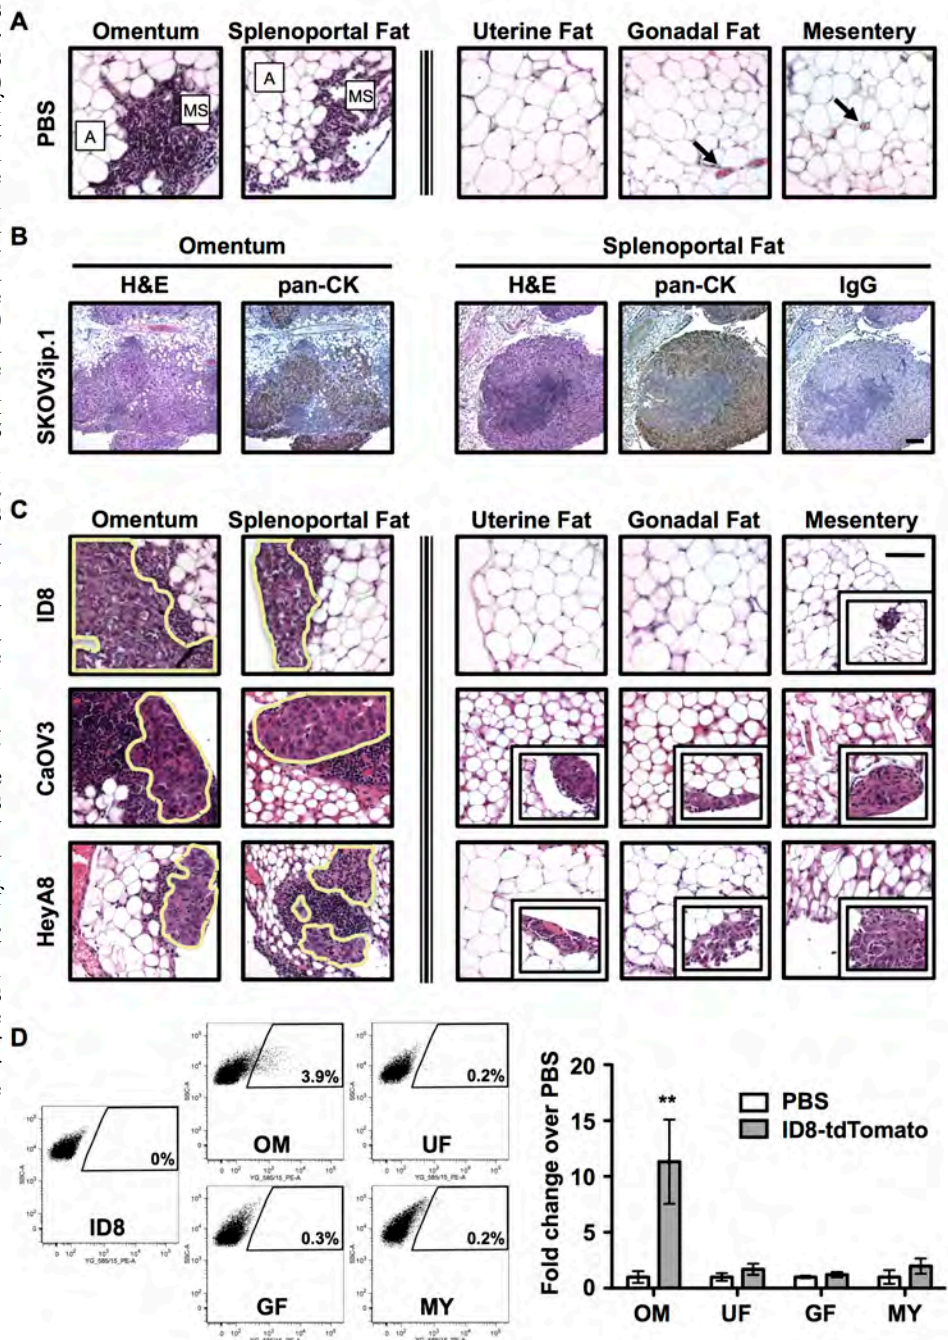 A
Omentum Splenoportal Fat Uterine Fat Gonadal Fat Mesentery
PBS
A MS A MS
B
Omentum Splenoportal Fat
H&E pan-CK H&E pan-CK IgG
SKOV3ip.1
C
Omentum Splenoportal Fat Uterine Fat Gonadal Fat Mesentery
ID8
CaOV3
HeyA8
D
0%
ID8
3.9%
OM
0.2%
UF
0.3%
GF
0.2%
MY
SSC-A
YG_585/15_PE-A
Fold change over PBS
20
15
10
5
0
**
PBS
ID8-tdTomato
OM UF GF MY